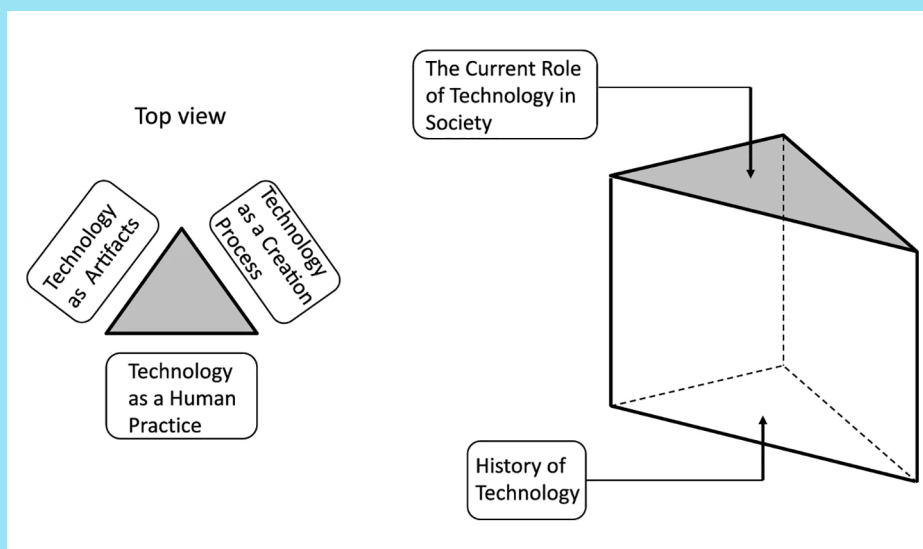 Top view
Technology
as Artifacts
Technology
as a Creation
Process
Technology
as a Human
Practice
The Current Role
of Technology in
Society
History of
Technology